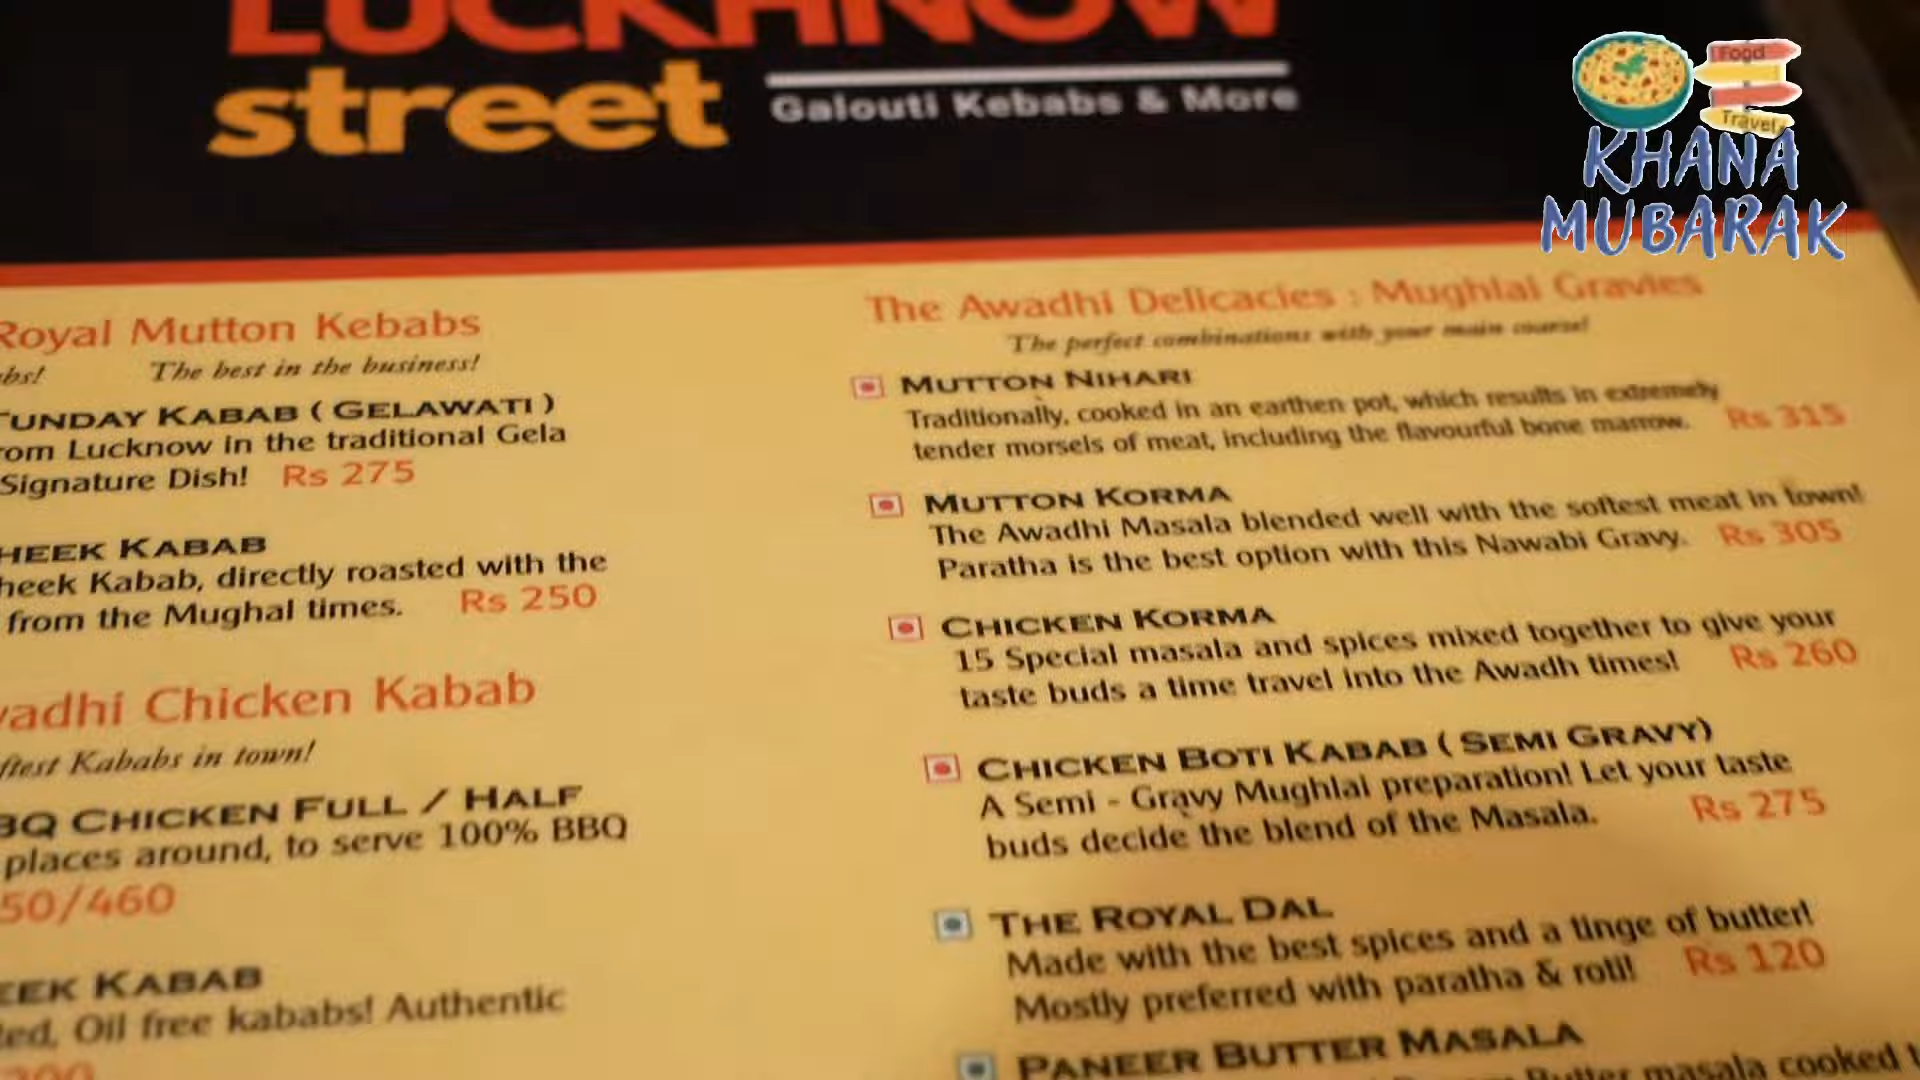 LUCKHNOW
street
Galouti Kebabs & More
Food
Travel
KHANA
MUBARAK
Royal Mutton Kebabs
The best in the business!
TUNDAY KABAB ( GELAWATI )
from Lucknow in the traditional Gela
Signature Dish! Rs 275
HEEK KABAB
heek Kabab, directly roasted with the
from the Mughal times. Rs 250
wadhi Chicken Kabab
ftest Kababs in town!
BQ CHICKEN FULL / HALF
places around, to serve 100% BBQ
50/460
EEK KABAB
ted, Oil free kababs! Authentic
The Awadhi Delicacies : Mughlai Gravies
The perfect combinations with your main course!
MUTTON NIHARI
Traditionally, cooked in an earthen pot, which results in extremely
tender morsels of meat, including the flavourful bone marrow. Rs 315
MUTTON KORMA
The Awadhi Masala blended well with the softest meat in town!
Paratha is the best option with this Nawabi Gravy. Rs 305
CHICKEN KORMA
15 Special masala and spices mixed together to give your
taste buds a time travel into the Awadh times! Rs 260
CHICKEN BOTI KABAB ( SEMI GRAVY)
A Semi - Gravy Mughlai preparation! Let your taste
buds decide the blend of the Masala. Rs 275
THE ROYAL DAL
Made with the best spices and a tinge of butter!
Mostly preferred with paratha & roti! Rs 120
PANEER BUTTER MASALA
Butter masala cooked